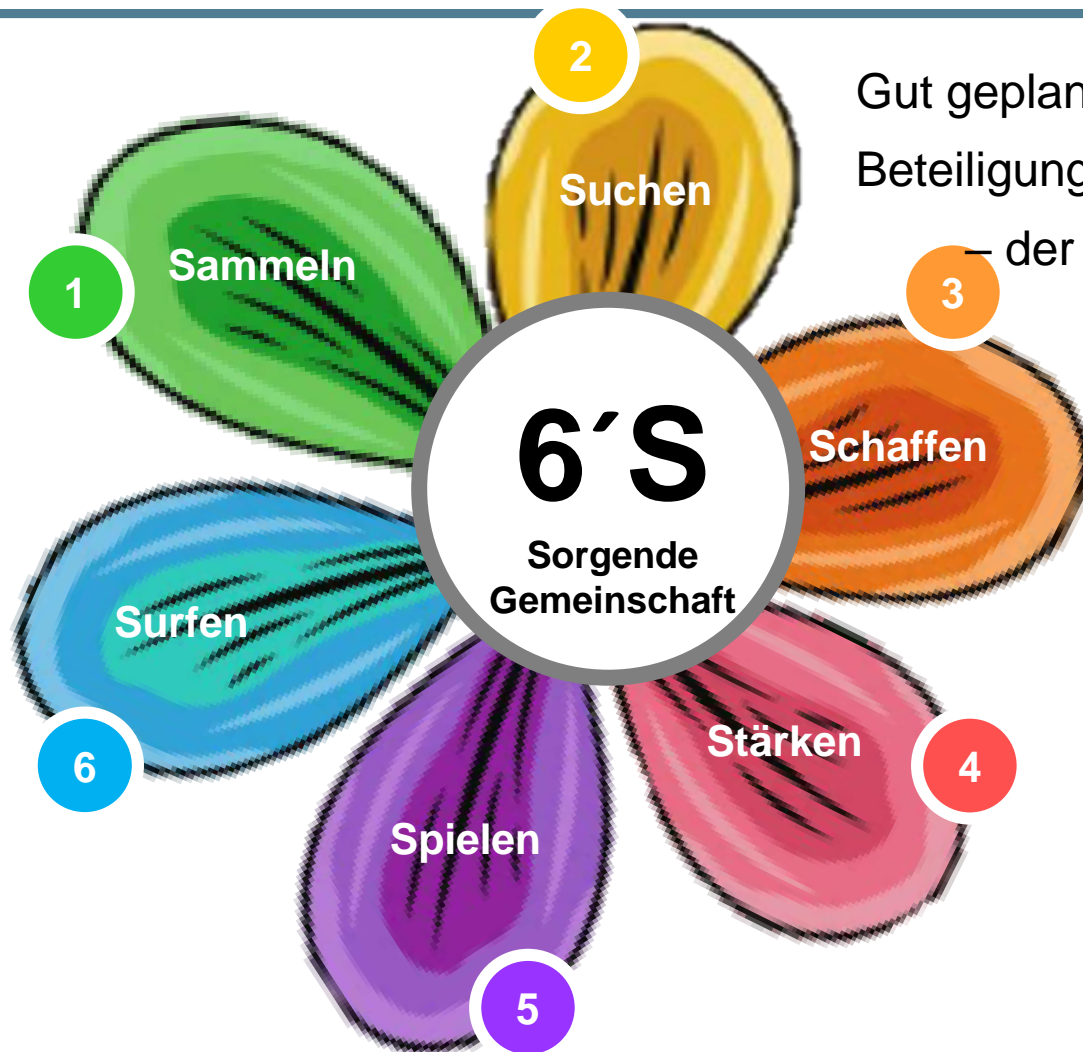 Gut geplan
Beteiligung
– der
1
Sammeln
2
Suchen
3
Schaffen
4
Stärken
5
Spielen
6
Surfen
6´S
Sorgende
Gemeinschaft